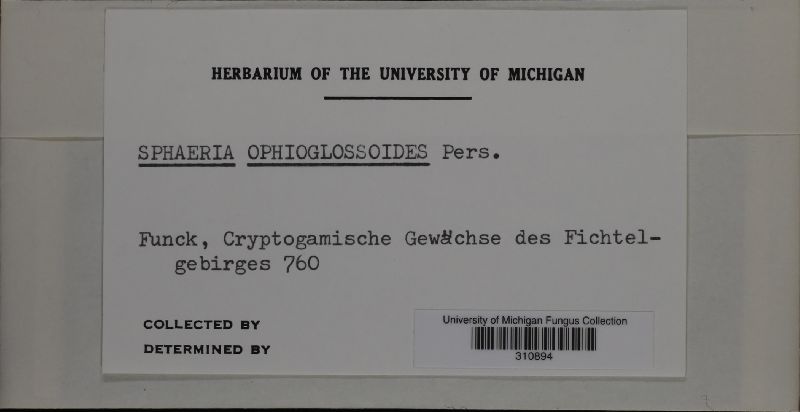 HERBARIUM OF THE UNIVERSITY OF MICHIGAN
SPHAERIA OPHIOGLOSSOIDES Pers.
Funck, Cryptogamische Gewächse des Fichtel-
gebirges 760
COLLECTED BY
DETERMINED BY
University of Michigan Fungus Collection
310894